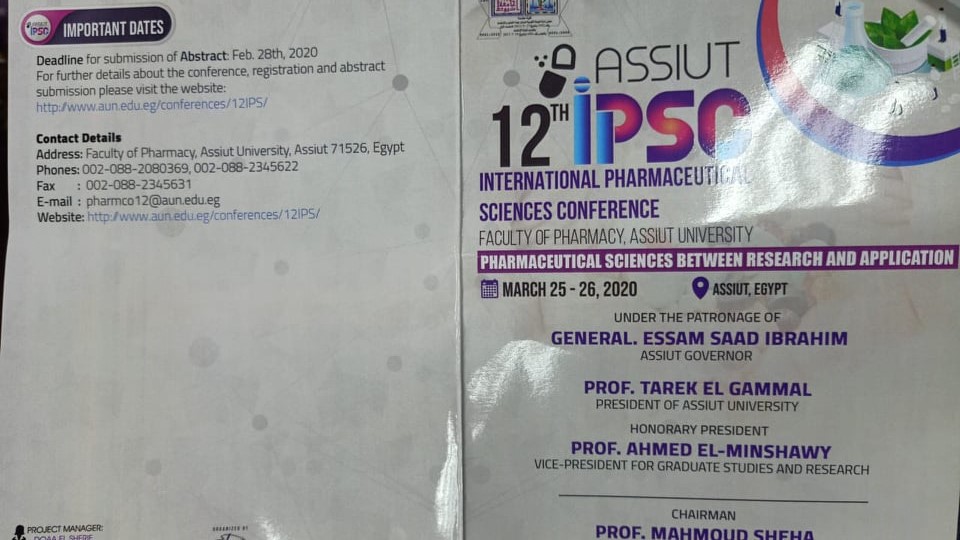 IPSC
IMPORTANT DATES
Deadline for submission of Abstract: Feb. 28th, 2020
For further details about the conference, registration and abstract
submission please visit the website:
http://www.aun.edu.eg/conferences/12IPS/
Contact Details
Address: Faculty of Pharmacy, Assiut University, Assiut 71526, Egypt
Phones: 002-088-2080369, 002-088-2345622
Fax : 002-088-2345631
E-mail : pharmco12@aun.edu.eg
Website: http://www.aun.edu.eg/conferences/12IPS/
PROJECT MANAGER:
DOAA EL SHERIF
ORGANIZED BY
ASSIUT
12TH iPSC
INTERNATIONAL PHARMACEUTICAL
SCIENCES CONFERENCE
FACULTY OF PHARMACY, ASSIUT UNIVERSITY
PHARMACEUTICAL SCIENCES BETWEEN RESEARCH AND APPLICATION
MARCH 25 - 26, 2020
ASSIUT, EGYPT
UNDER THE PATRONAGE OF
GENERAL. ESSAM SAAD IBRAHIM
ASSIUT GOVERNOR
PROF. TAREK EL GAMMAL
PRESIDENT OF ASSIUT UNIVERSITY
HONORARY PRESIDENT
PROF. AHMED EL-MINSHAWY
VICE-PRESIDENT FOR GRADUATE STUDIES AND RESEARCH
CHAIRMAN
PROF. MAHMOUD SHEHA